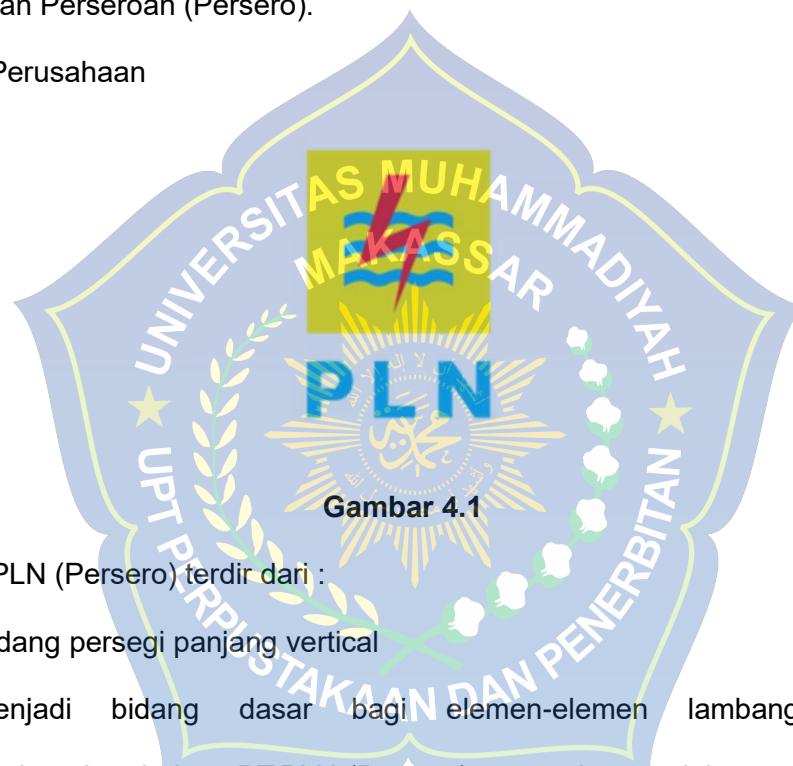 an Perseroan (Persero).
Perusahaan
UNIVERSITAS MUHAMMADIYAH
MAKASSAR
PLN
Gambar 4.1
PLN (Persero) terdir dari :
dang persegi panjang vertical
enjadi bidang dasar bagi elemen-elemen lambang
UPT PERPUSTAKAAN DAN PENERBITAN